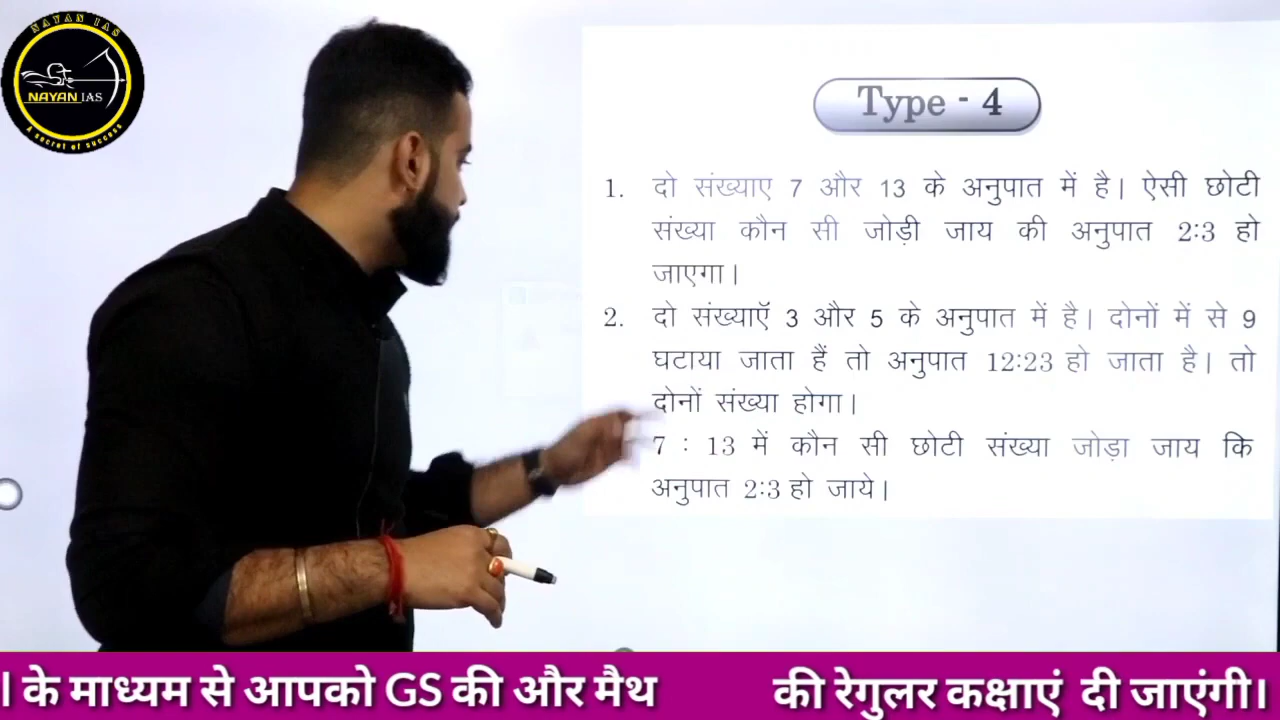 NAYAN IAS
NAYAN IAS
A secret of success
Type - 4
1. दो संख्याए 7 और 13 के अनुपात में है। ऐसी छोटी
संख्या कौन सी जोड़ी जाय की अनुपात 2:3 हो
जाएगा।
2. दो संख्याऍ 3 और 5 के अनुपात में है। दोनों में से 9
घटाया जाता हैं तो अनुपात 12:23 हो जाता है। तो
दोनों संख्या होगा।
7 : 13 में कौन सी छोटी संख्या जोड़ा जाय कि
अनुपात 2:3 हो जाये।
के माध्यम से आपको GS की और मैथ की रेगुलर कक्षाएं दी जाएंगी।